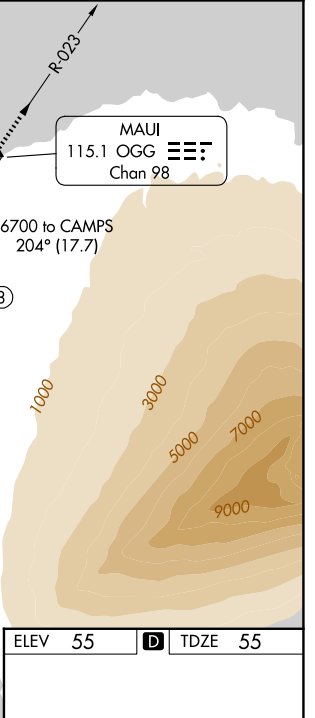 R-023
MAUI
115.1 OGG
Chan 98
6700 to CAMPS
204° (17.7)
1000
3000
5000
7000
9000
ELEV 55 D TDZE 55